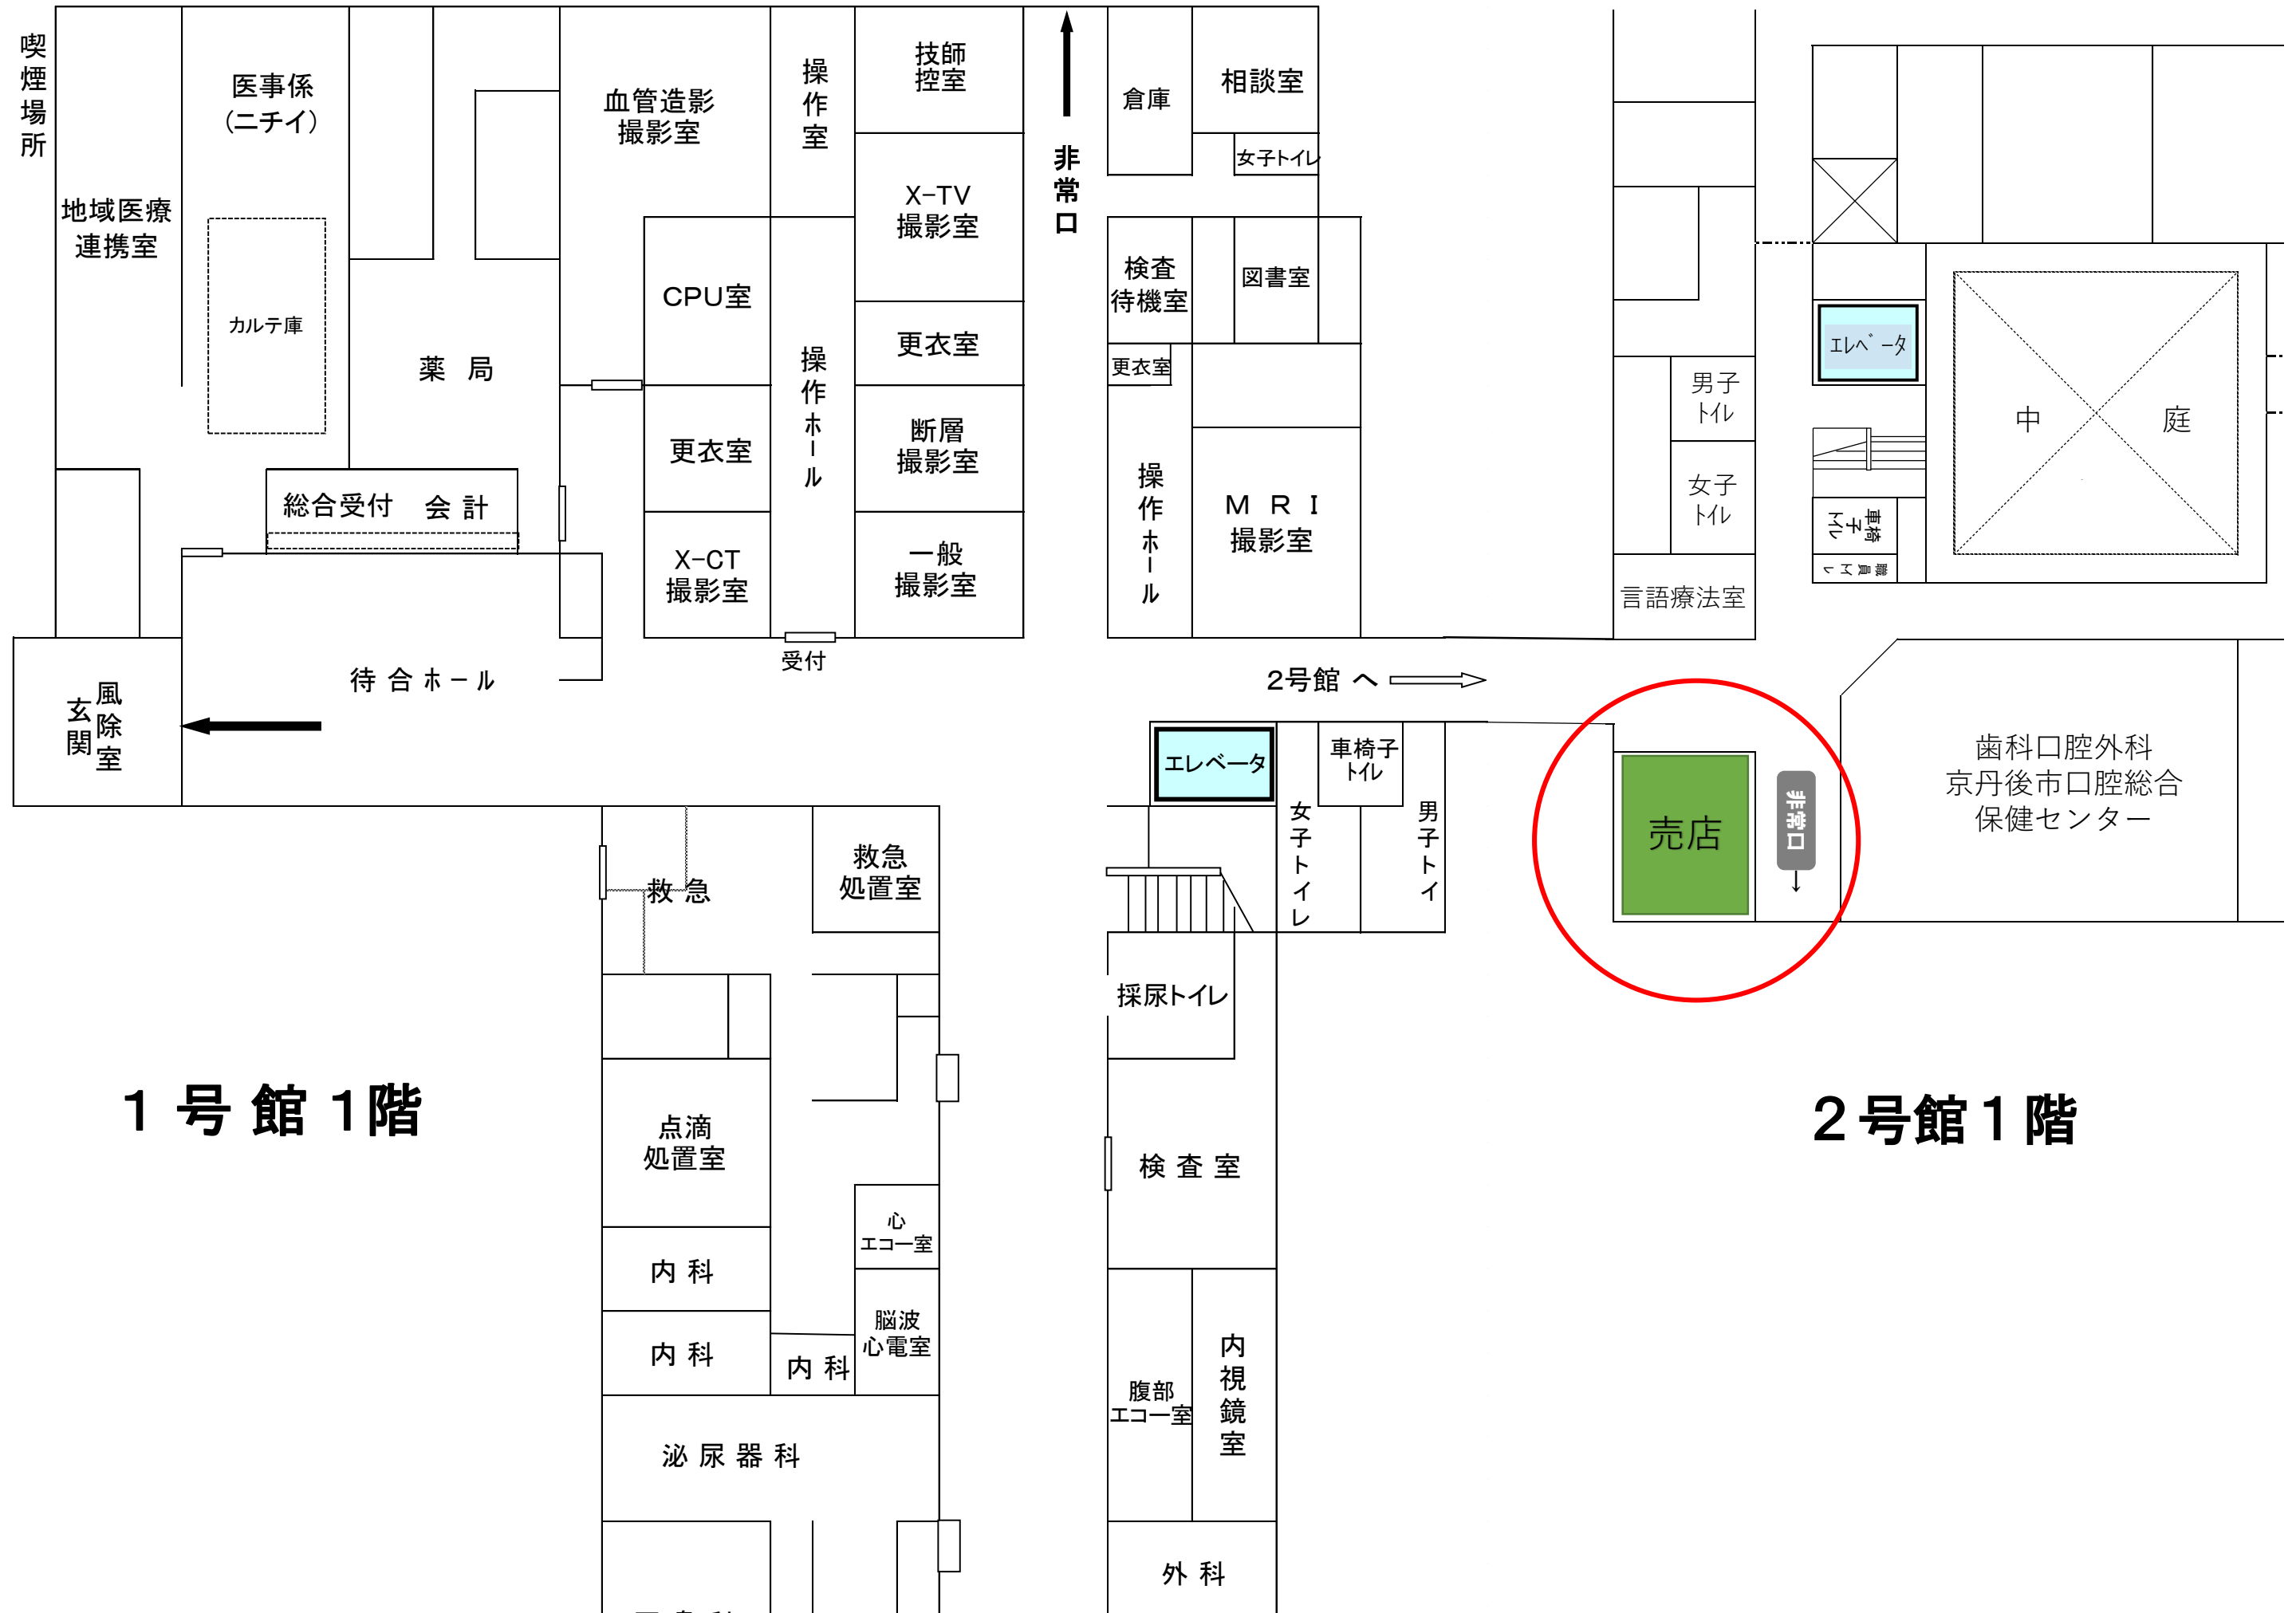 喫煙場所
医事係
(ニチイ)
地域医療
連携室
カルテ庫
薬 局
総合受付 会計
血管造影
撮影室
操作室
技師
控室
X-TV
撮影室
CPU室
更衣室
操作ホール
更衣室
断層
撮影室
X-CT
撮影室
一般
撮影室
受付
非常口
倉庫
相談室
女子トイレ
検査
待機室
図書室
更衣室
操作ホール
MRI
撮影室
待合ホール
玄関
風除室
2号館 へ
エレベータ
車椅子
トイレ
女子トイレ
男子トイ
救急
救急
処置室
採尿トイレ
点滴
処置室
検査室
心
エコー室
内科
内科
内科
脳波
心電室
腹部
エコー室
内視鏡室
泌尿器科
外科
1号館1階
エレベータ
男子
トイレ
女子
トイレ
中庭
車椅
子
トイレ
言語療法室
売店
非常口
↓
歯科口腔外科
京丹後市口腔総合
保健センター
2号館1階